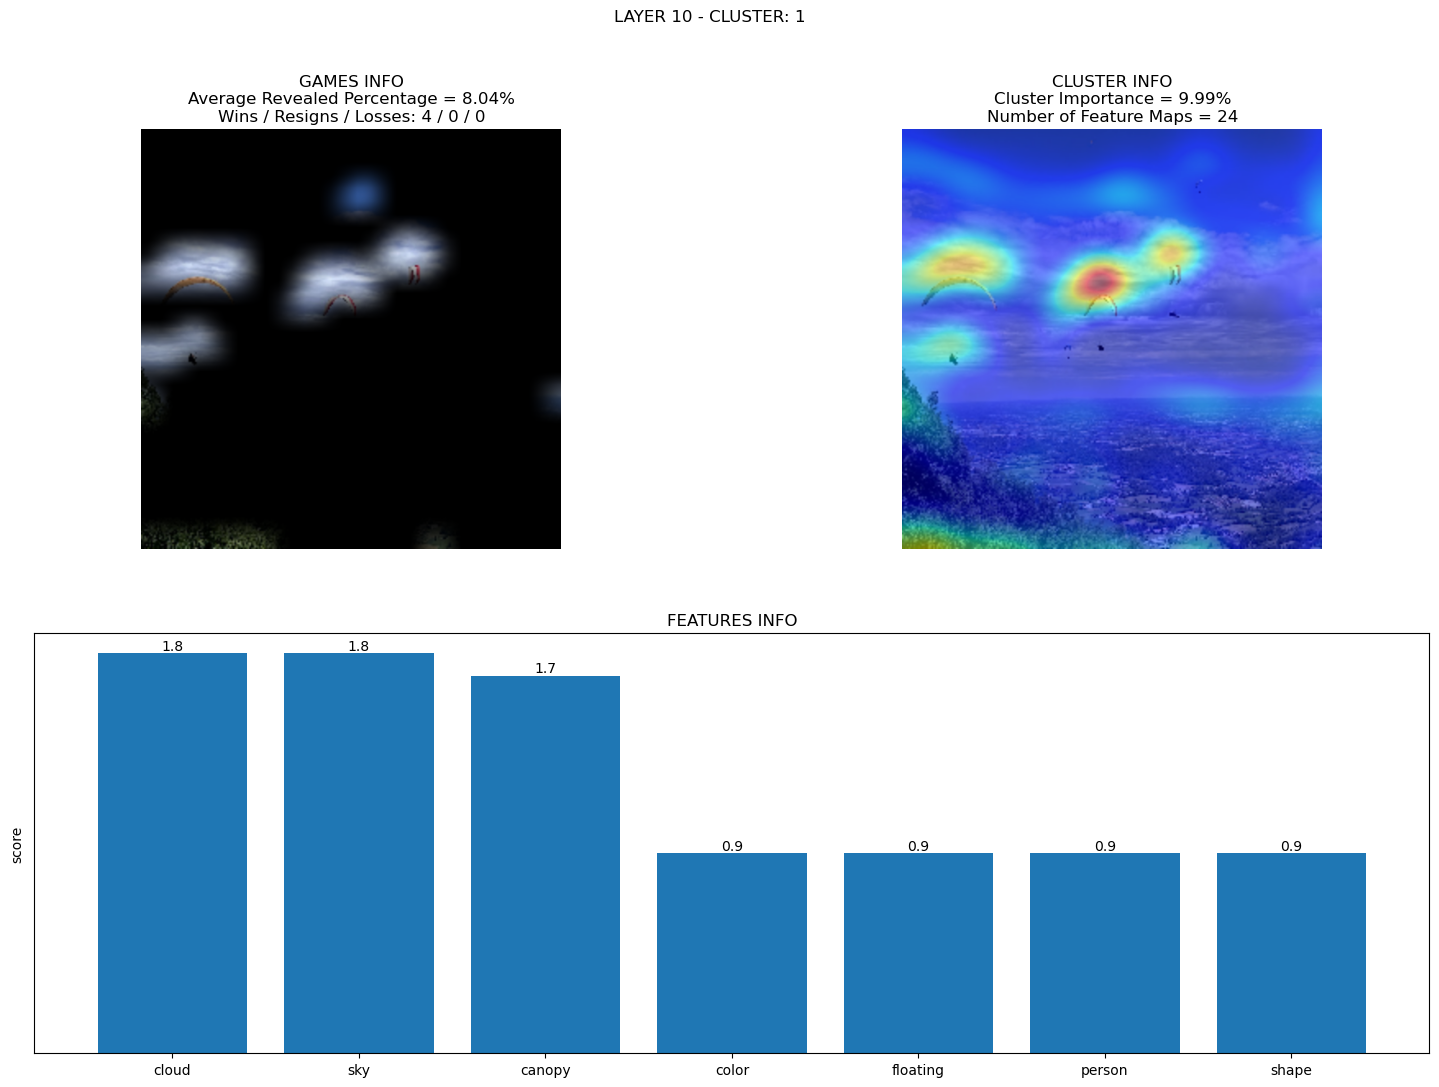 LAYER 10 - CLUSTER: 1
GAMES INFO
Average Revealed Percentage = 8.04%
Wins / Resigns / Losses: 4 / 0 / 0
CLUSTER INFO
Cluster Importance = 9.99%
Number of Feature Maps = 24
FEATURES INFO
score
1.8
1.8
1.7
0.9
0.9
0.9
0.9
cloud
sky
canopy
color
floating
person
shape